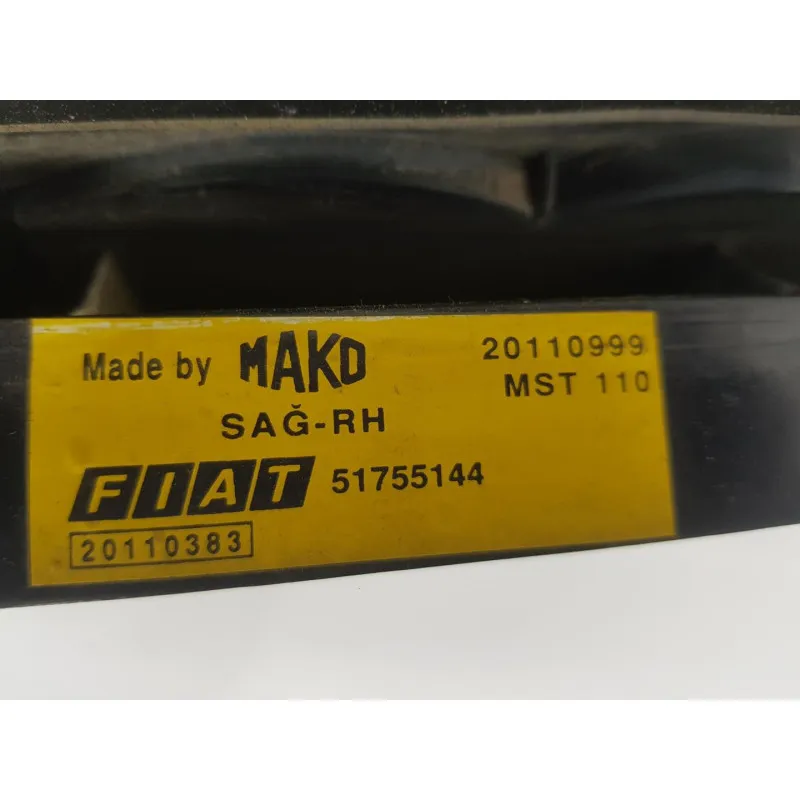 Made by MAKO 20110999
MST 110
SAĞ-RH
FIAT 51755144
20110383